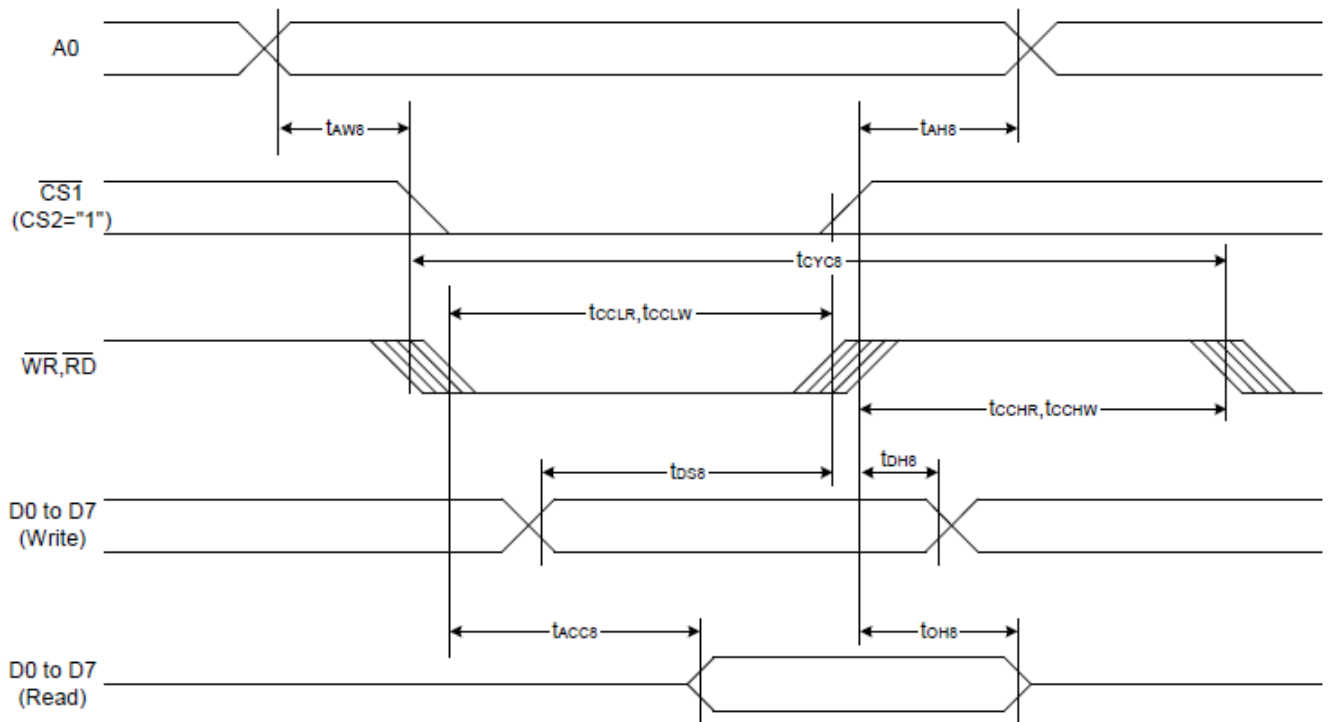 A0
tAW8
tAH8
CS1
(CS2="1")
tCYC8
tCCLR,tCCLW
WR,RD
tCCHR,tCCHW
tDS8
tDH8
D0 to D7
(Write)
tACC8
tOH8
D0 to D7
(Read)